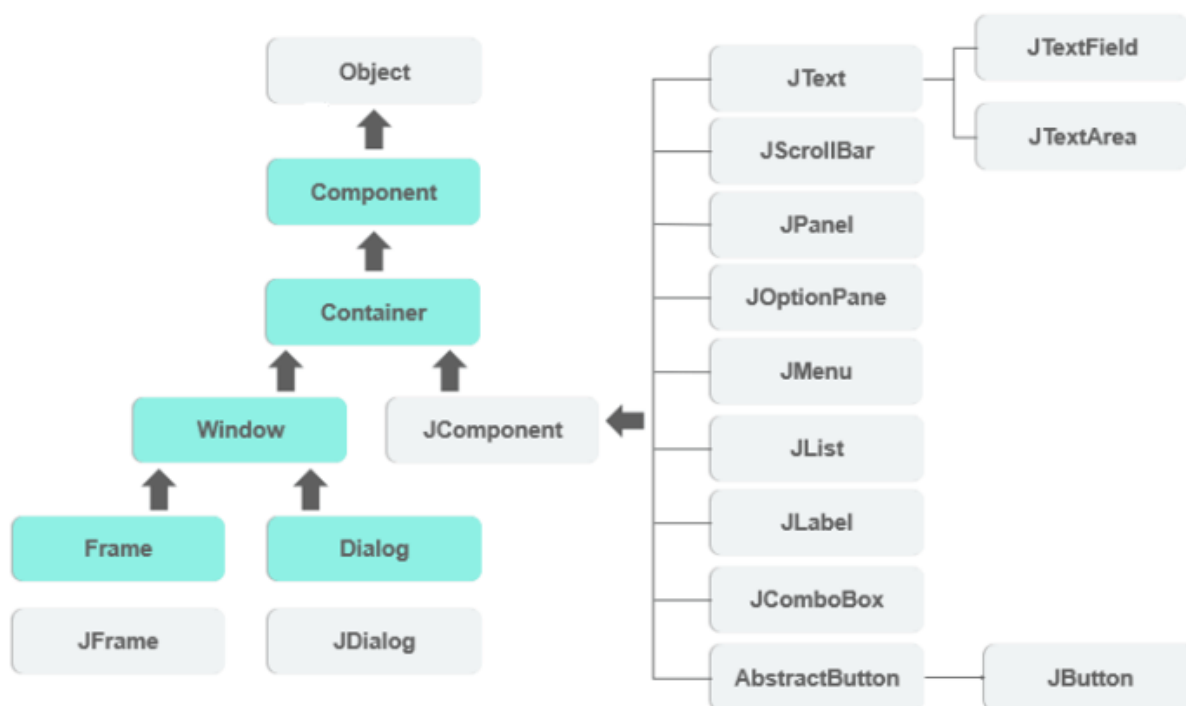 Object
Component
Container
Window
JComponent
Frame
Dialog
JFrame
JDialog
JText
JScrollBar
JPanel
JOptionPane
JMenu
JList
JLabel
JComboBox
AbstractButton
JTextField
JTextArea
JButton